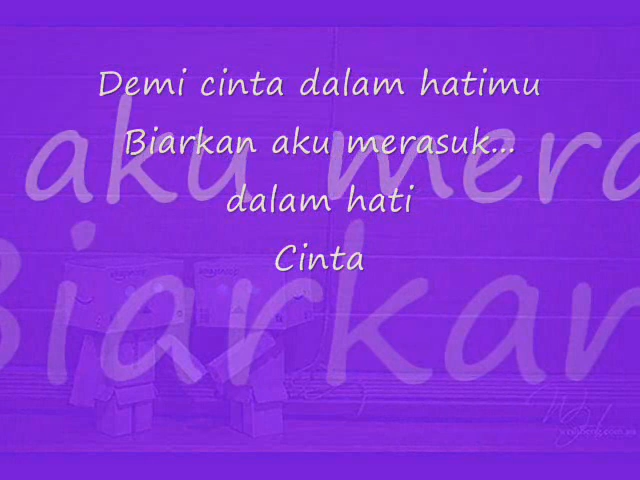 Demi cinta dalam hatimu
Biarkan aku merasuk...
dalam hati
Cinta
aku mera
Biarkan